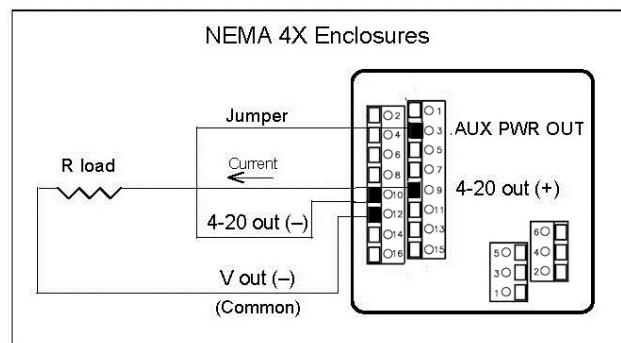 NEMA 4X Enclosures
Jumper
AUX PWR OUT
R load
Current
4-20 out (+)
4-20 out (–)
V out (–)
(Common)
2
4
6
8
10
12
14
16
1
3
5
7
9
11
13
15
5
3
1
6
4
2